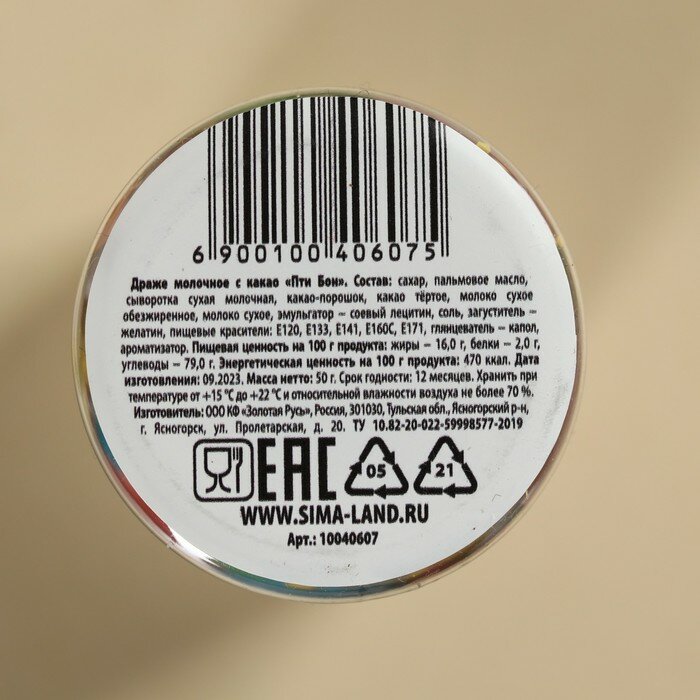 6 900100 406075
Драже молочное с какао «Пти Бон». Состав: сахар, пальмовое масло,
сыворотка сухая молочная, какао-порошок, какао тёртое, молоко сухое
обезжиренное, молоко сухое, эмульгатор – соевый лецитин, соль, загуститель –
желатин, пищевые красители: Е120, Е133, Е141, Е160С, Е171, глянцеватель – капол,
ароматизатор. Пищевая ценность на 100 г продукта: жиры – 16,0 г, белки – 2,0 г,
углеводы – 79,0 г. Энергетическая ценность на 100 г продукта: 470 ккал. Дата
изготовления: 09.2023. Масса нетто: 50 г. Срок годности: 12 месяцев. Хранить при
температуре от +15 °С до +22 °С и относительной влажности воздуха не более 70 %.
Изготовитель: ООО КФ «Золотая Русь», Россия, 301030, Тульская обл., Ясногорский р-н,
г. Ясногорск, ул. Пролетарская, д. 20. ТУ 10.82-20-022-59998577-2019
EAC 05 21
WWW.SIMA-LAND.RU
Арт.: 10040607